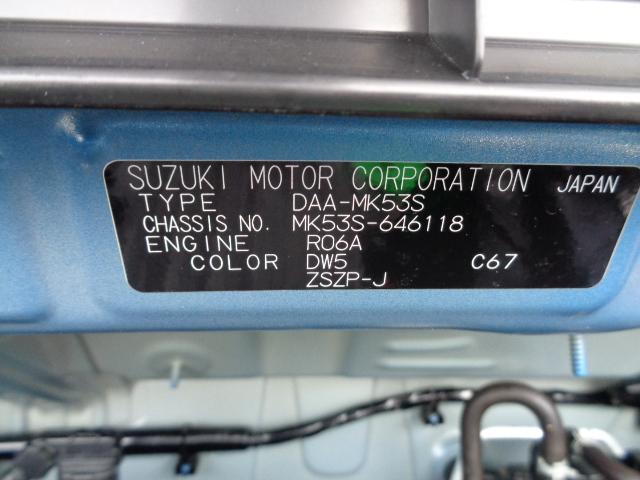 SUZUKI MOTOR CORPORATION JAPAN
TYPE DAA-MK53S
CHASSIS NO. MK53S-646118
ENGINE R06A
COLOR DW5 C67
ZSZP-J